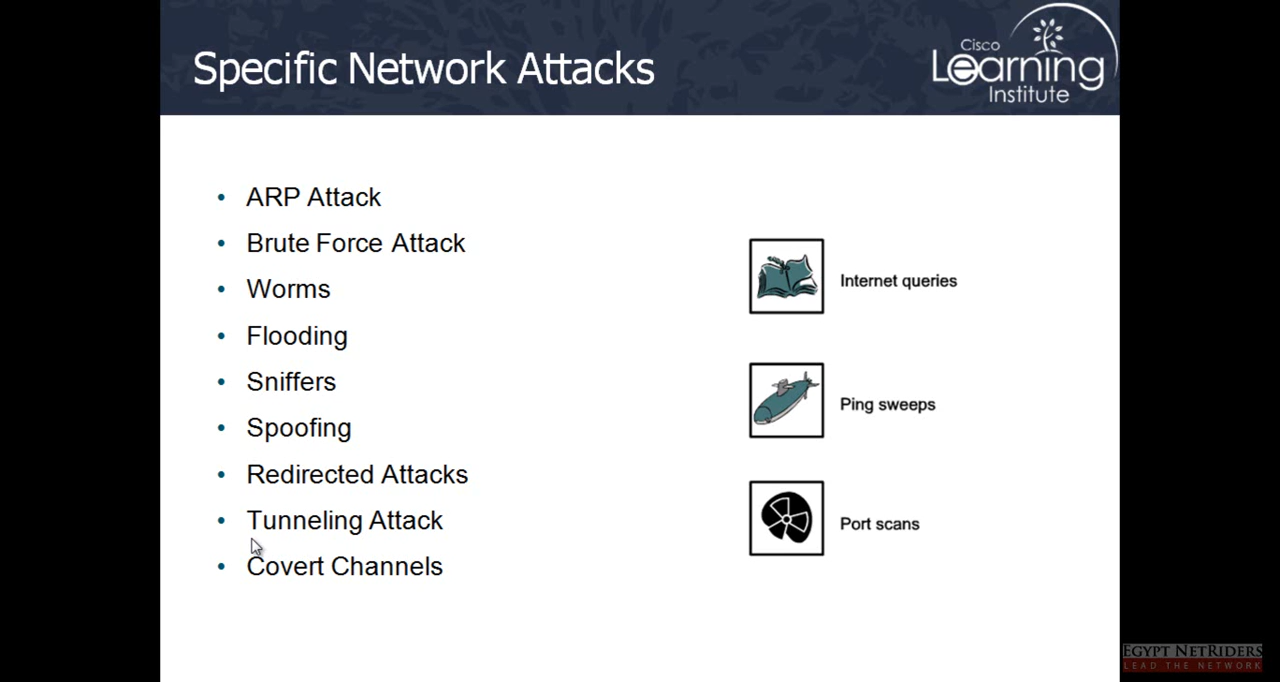 Specific Network Attacks
Cisco
Learning
Institute
• ARP Attack
• Brute Force Attack
• Worms
• Flooding
• Sniffers
• Spoofing
• Redirected Attacks
• Tunneling Attack
• Covert Channels
Internet queries
Ping sweeps
Port scans
EGYPT NETRIDERS
LEAD THE NETWORK